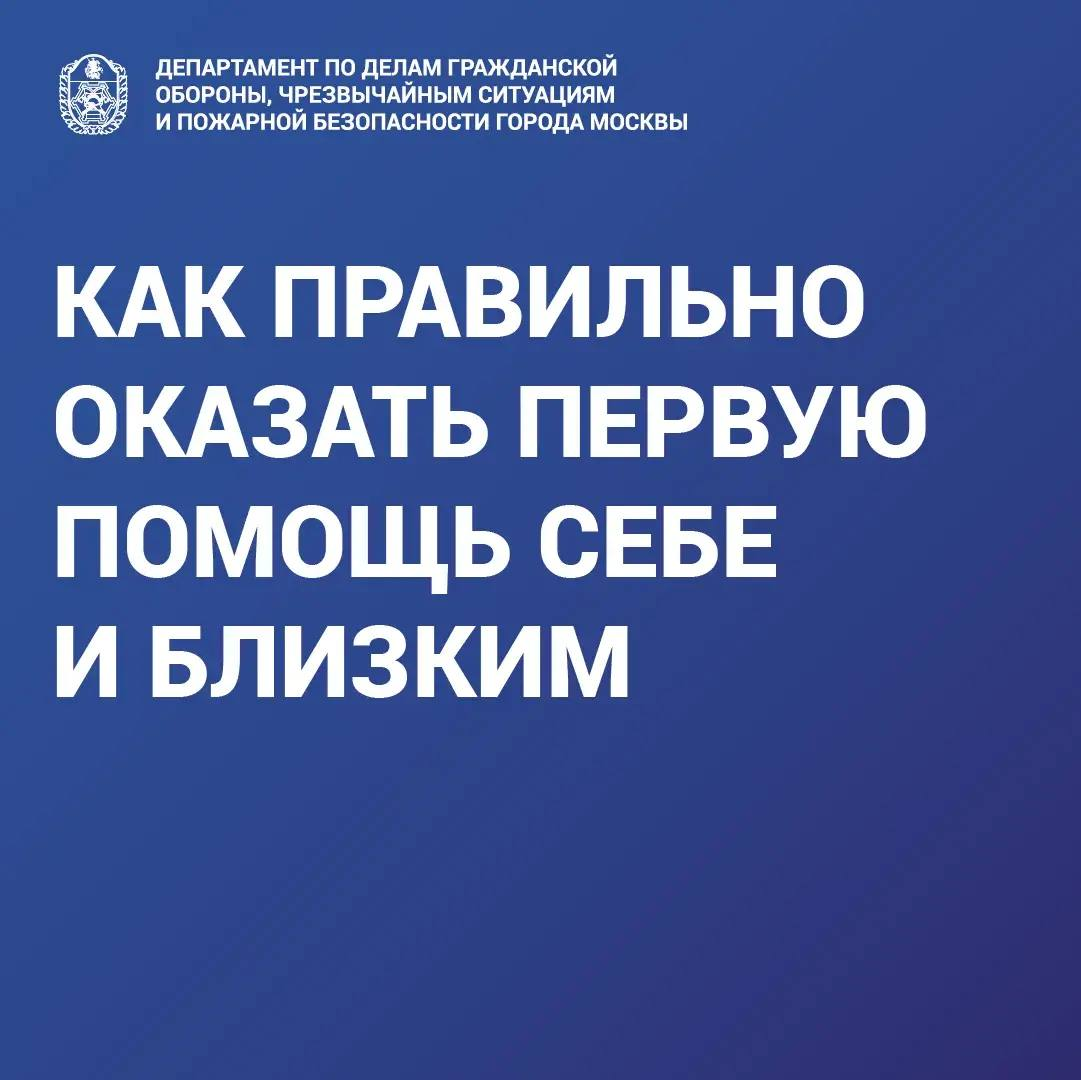 ДЕПАРТАМЕНТ ПО ДЕЛАМ ГРАЖДАНСКОЙ
ОБОРОНЫ, ЧРЕЗВЫЧАЙНЫМ СИТУАЦИЯМ
И ПОЖАРНОЙ БЕЗОПАСНОСТИ ГОРОДА МОСКВЫ
КАК ПРАВИЛЬНО
ОКАЗАТЬ ПЕРВУЮ
ПОМОЩЬ СЕБЕ
И БЛИЗКИМ